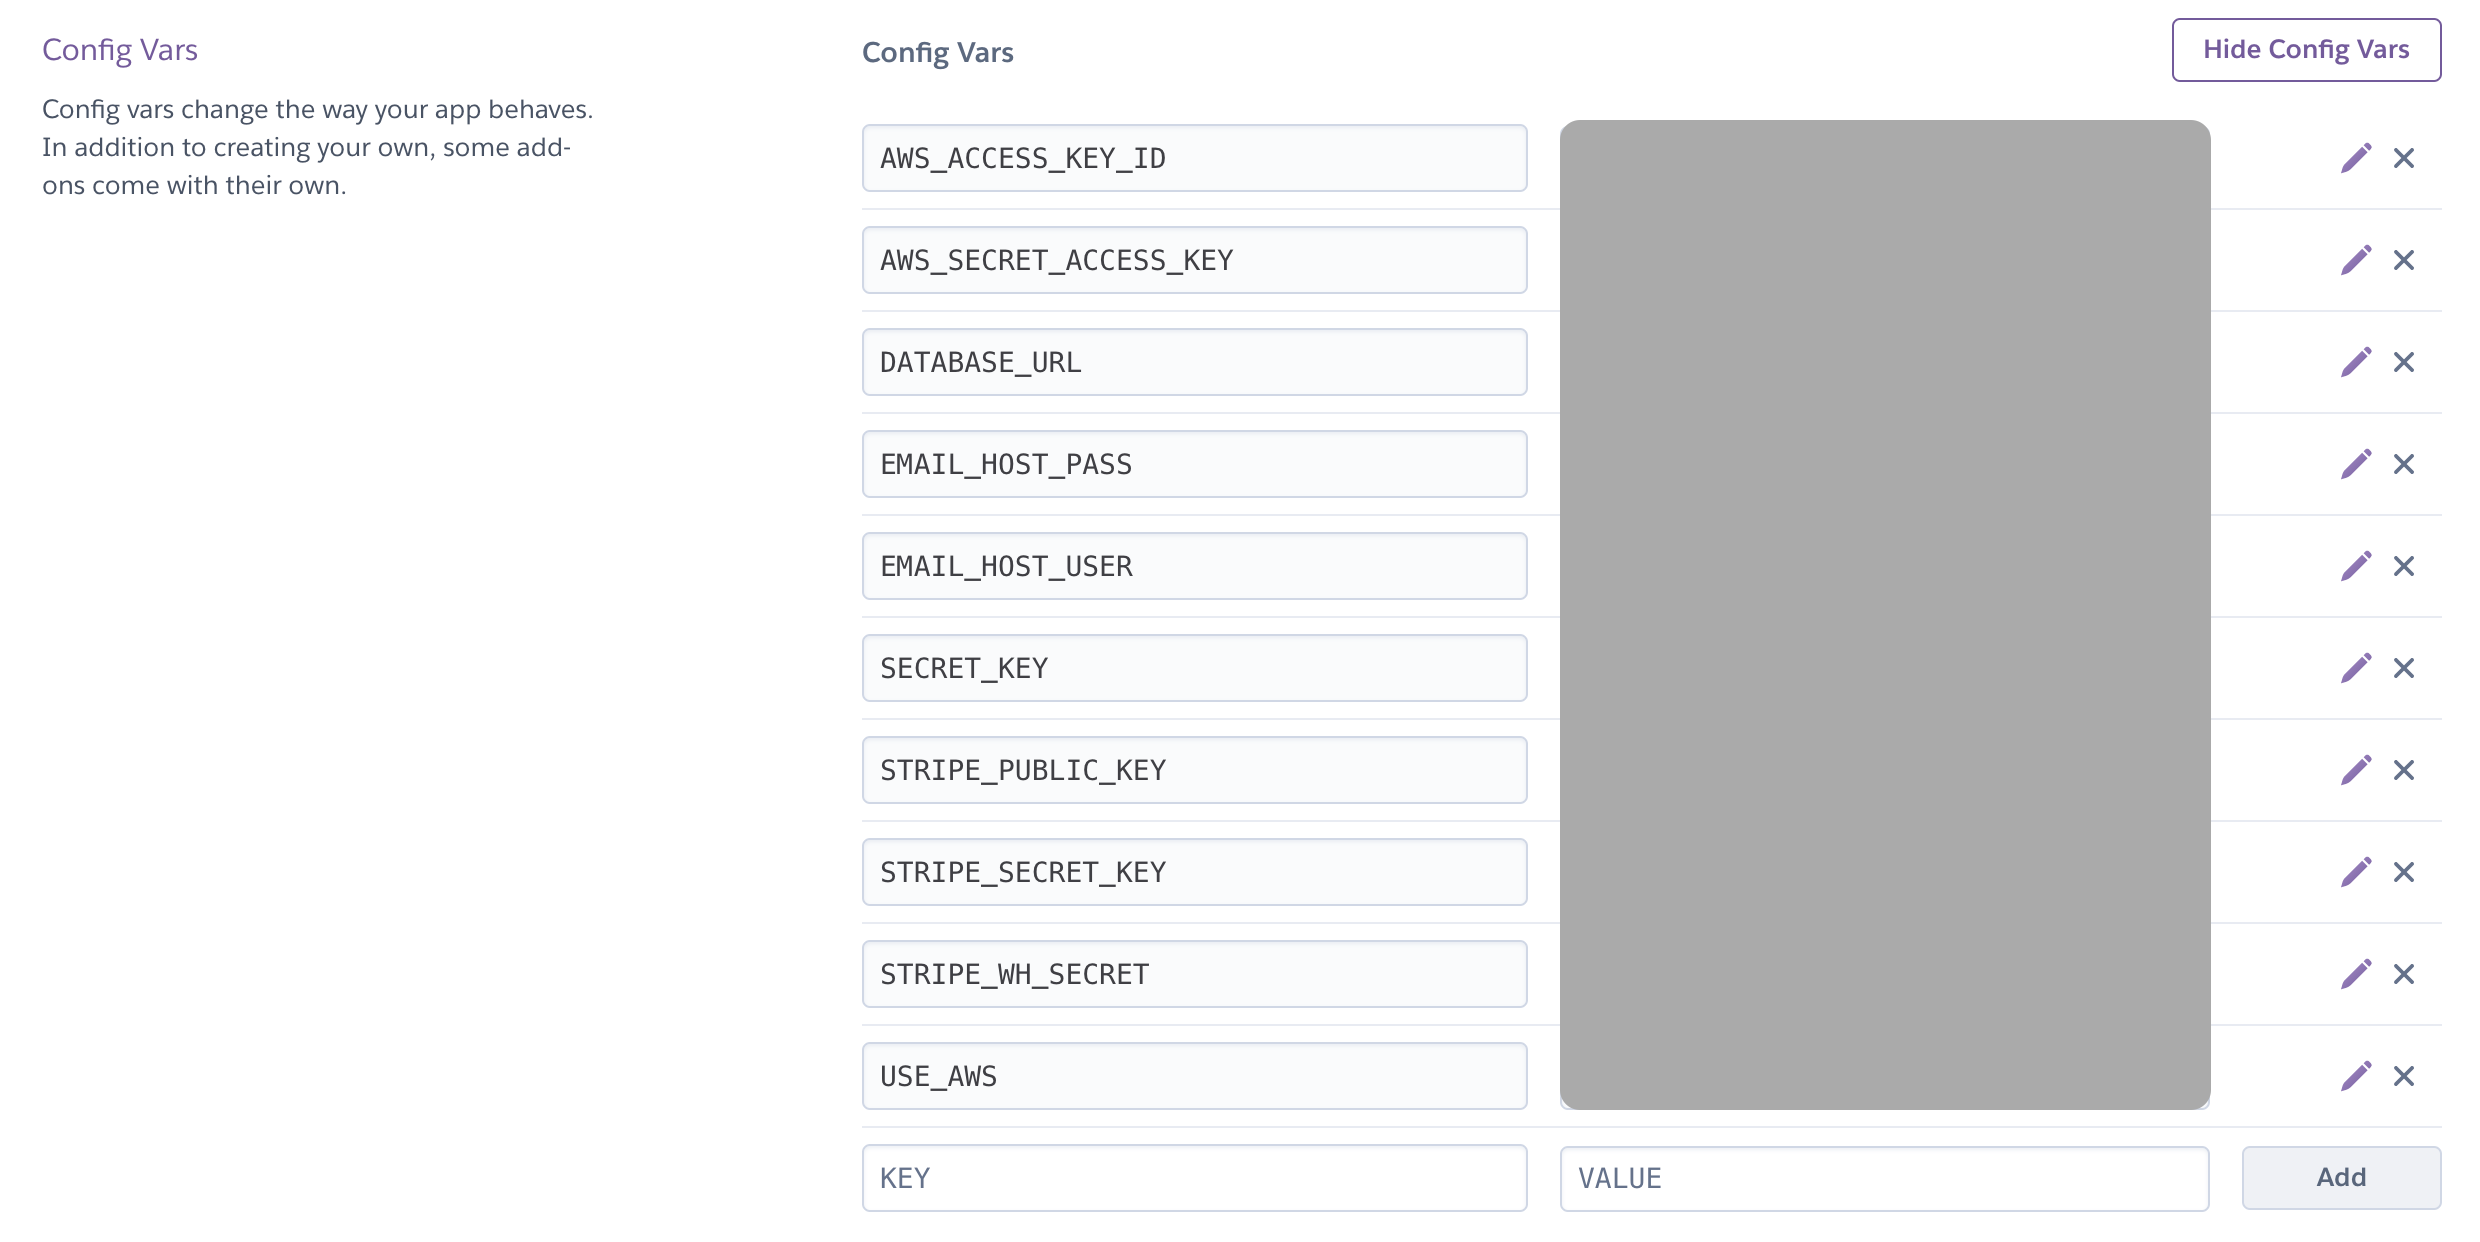 Config Vars
Config vars change the way your app behaves.
In addition to creating your own, some add-
ons come with their own.
Config Vars
Hide Config Vars
AWS_ACCESS_KEY_ID
AWS_SECRET_ACCESS_KEY
DATABASE_URL
EMAIL_HOST_PASS
EMAIL_HOST_USER
SECRET_KEY
STRIPE_PUBLIC_KEY
STRIPE_SECRET_KEY
STRIPE_WH_SECRET
USE_AWS
KEY
VALUE
Add